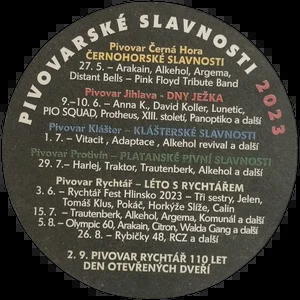 PIVOVARSKÉ SLAVNOSTI 2023
Pivovar Černá Hora
ČERNOHORSKÉ SLAVNOSTI
27. 5. – Arakain, Alkehol, Argema,
Distant Bells – Pink Floyd Tribute Band
Pivovar Jihlava - DNY JEŽKA
9.–10. 6. – Anna K., David Koller, Lunetic,
PIO SQUAD, Protheus, XIII. století, Panoptiko a další
Pivovar Klášter – KLÁŠTERSKÉ SLAVNOSTI
1. 7. – Vitacit , Adaptace , Alkehol revival a další
Pivovar Protivín – PLATANSKÉ PIVNÍ SLAVNOSTI
29. 7. – Harlej, Traktor, Trautenberk, Alkehol a další
Pivovar Rychtář – LÉTO S RYCHTÁŘEM
3. 6. – Rychtář Fest Hlinsko 2023 – Tři sestry, Jelen,
Tomáš Klus, Pokáč, Horkýže Slíže, Calin
15. 7. – Trautenberk, Alkehol, Argema, Komunál a další
5. 8. – Olympic 60, Arakain, Citron, Walda Gang a další
26. 8. – Rybičky 48, RCZ a další
2. 9. PIVOVAR RYCHTÁŘ 110 LET
DEN OTEVŘENÝCH DVEŘÍ